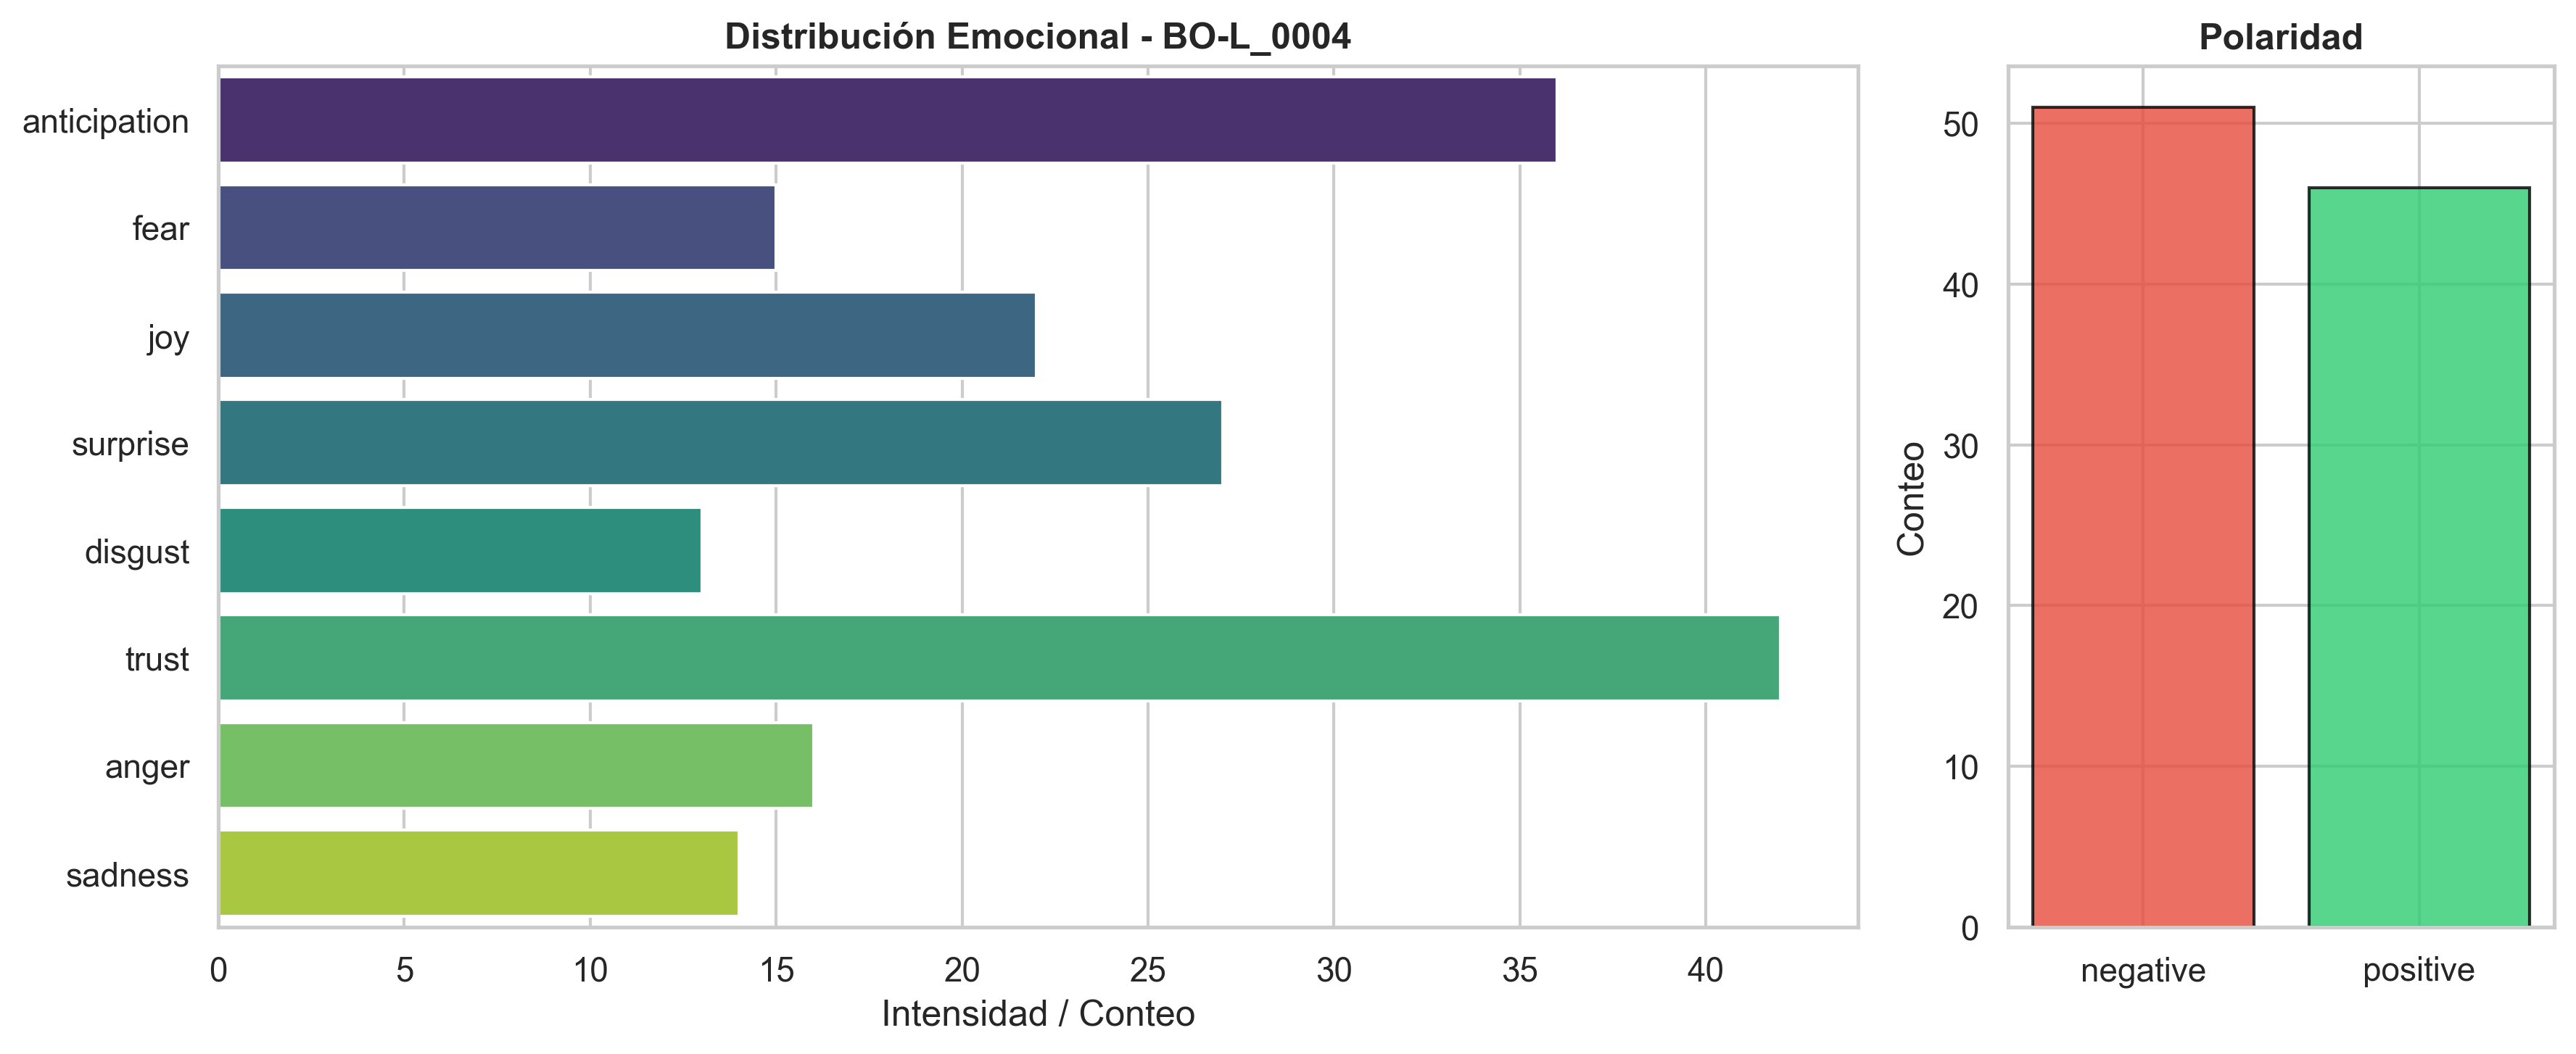 Distribución Emocional - BO-L_0004
anticipation
fear
joy
surprise
disgust
trust
anger
sadness
0 5 10 15 20 25 30 35 40
Intensidad / Conteo
Polaridad
Conteo
50
40
30
20
10
0
negative positive